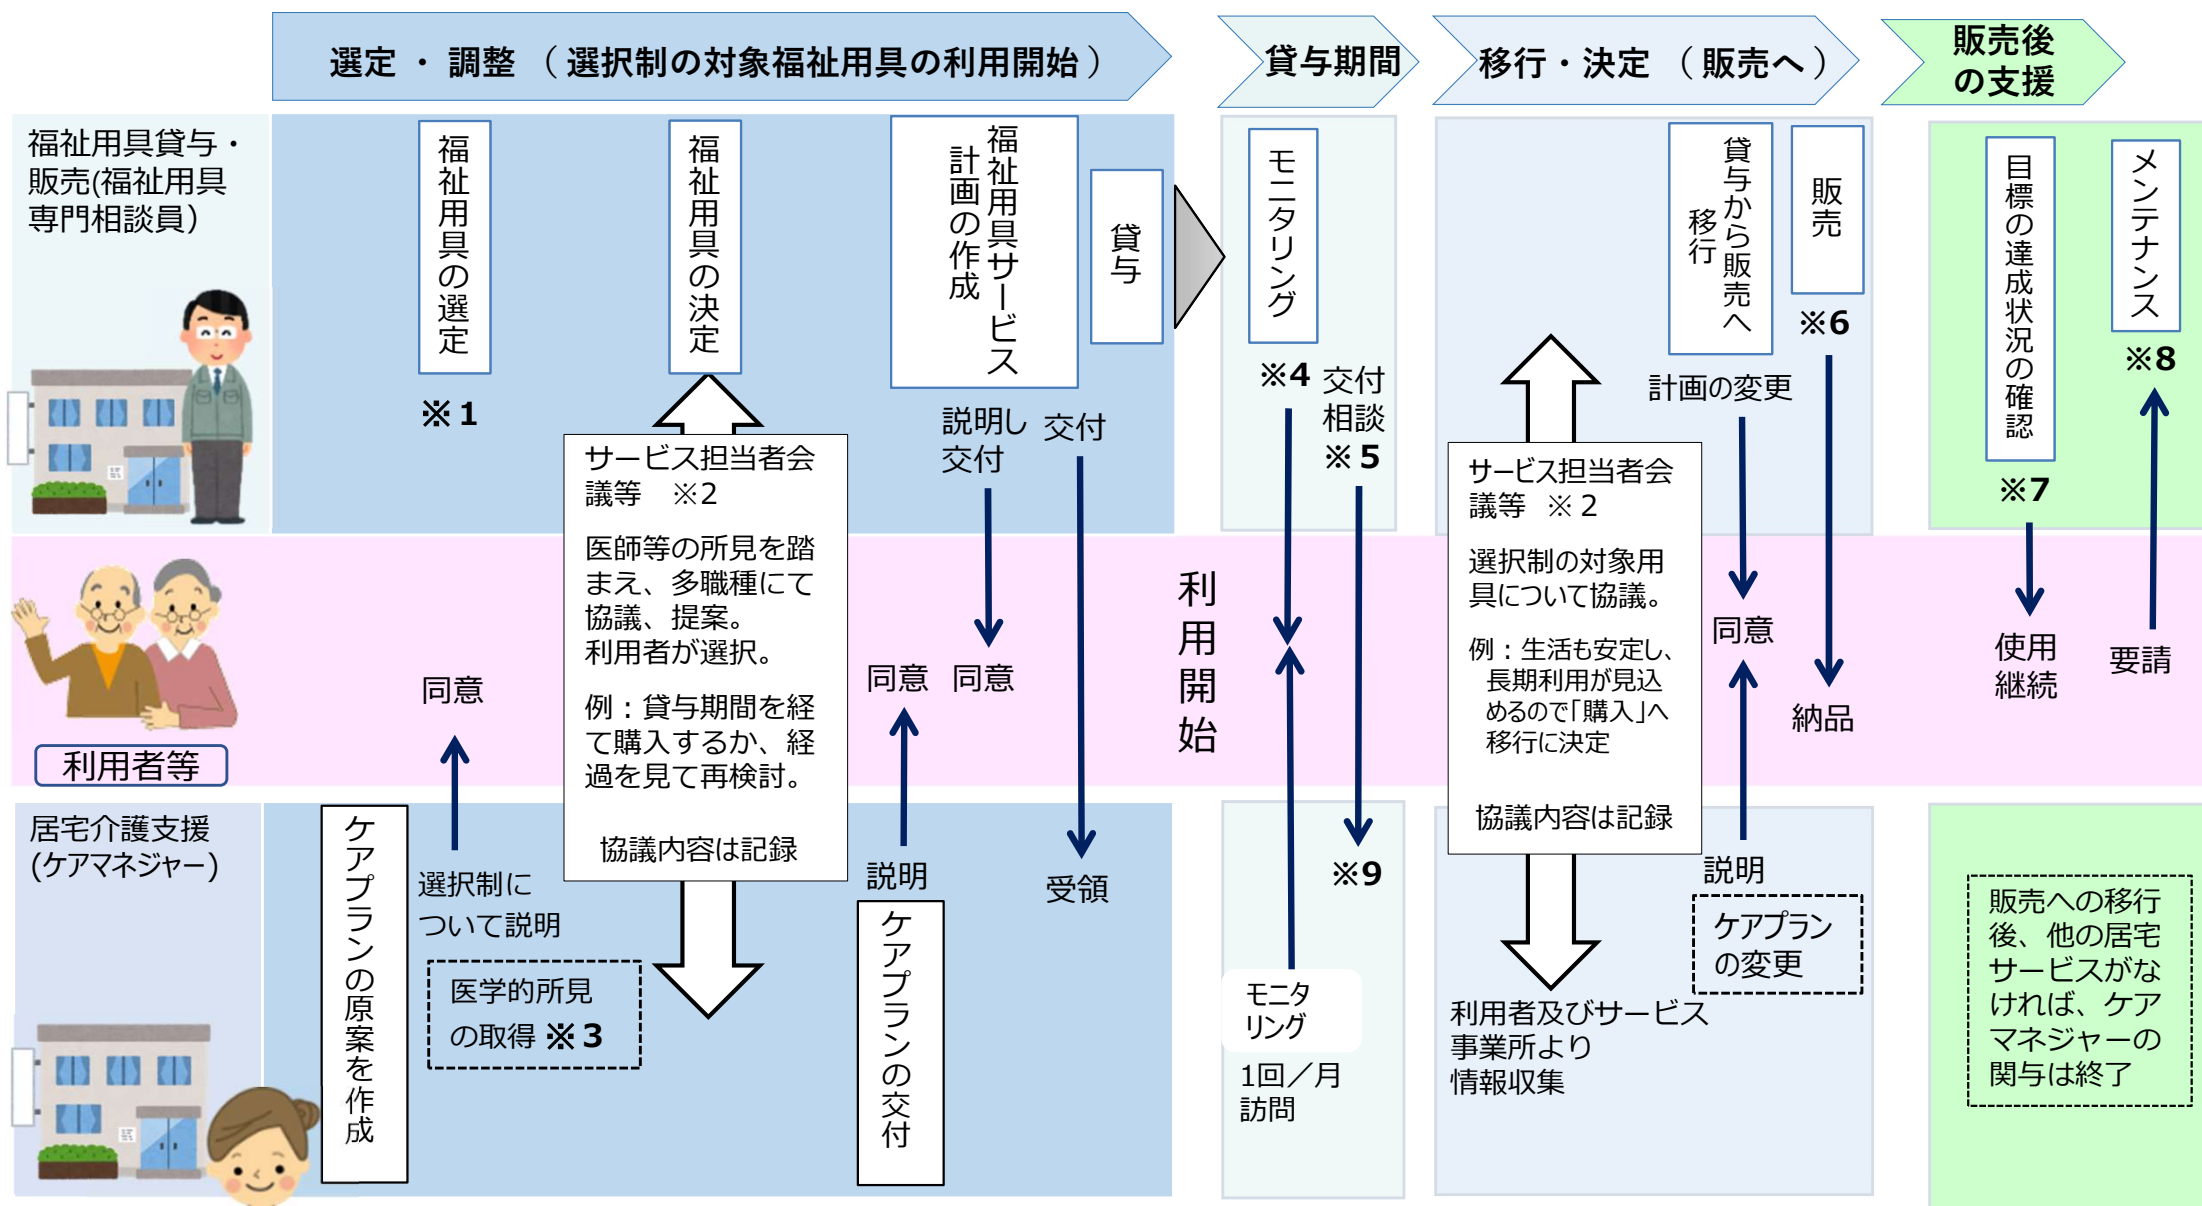 選定 ・ 調整 （ 選択制の対象福祉用具の利用開始 ）
貸与期間
移行・決定 （ 販売へ ）
販売後
の支援
福祉用具貸与・
販売(福祉用具
専門相談員）
福祉用具の選定
※１
福祉用具の決定
福祉用具サービス
計画の作成
貸与
説明し
交付
交付
モニタリング
※4
交付
相談
※５
貸与から販売へ
移行
計画の変更
販売
※6
目標の達成状況の確認
※7
メンテナンス
※8
サービス担当者会
議等　※2
医師等の所見を踏
まえ、多職種にて
協議、提案。
利用者が選択。
例：貸与期間を経
て購入するか、経
過を見て再検討。
協議内容は記録
サービス担当者会
議等　※２
選択制の対象用
具について協議。
例：生活も安定し、
長期利用が見込
めるので「購入」へ
移行に決定
協議内容は記録
利用者等
同意
同意
同意
利用開始
同意
納品
使用
継続
要請
居宅介護支援
(ケアマネジャー）
ケアプランの原案を作成
選択制に
ついて説明
医学的所見
の取得 ※３
説明
ケアプランの交付
受領
モニタ
リング
1回／月
訪問
※9
利用者及びサービス
事業所より
情報収集
説明
ケアプラン
の変更
販売への移行
後、他の居宅
サービスがな
ければ、ケア
マネジャーの
関与は終了